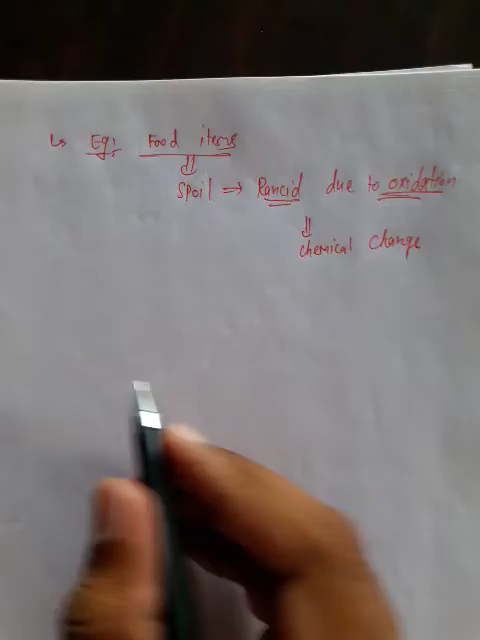 ↳ Eg: Food items
⇓
Spoil ⇒ Rancid due to oxidation
⇓
chemical change